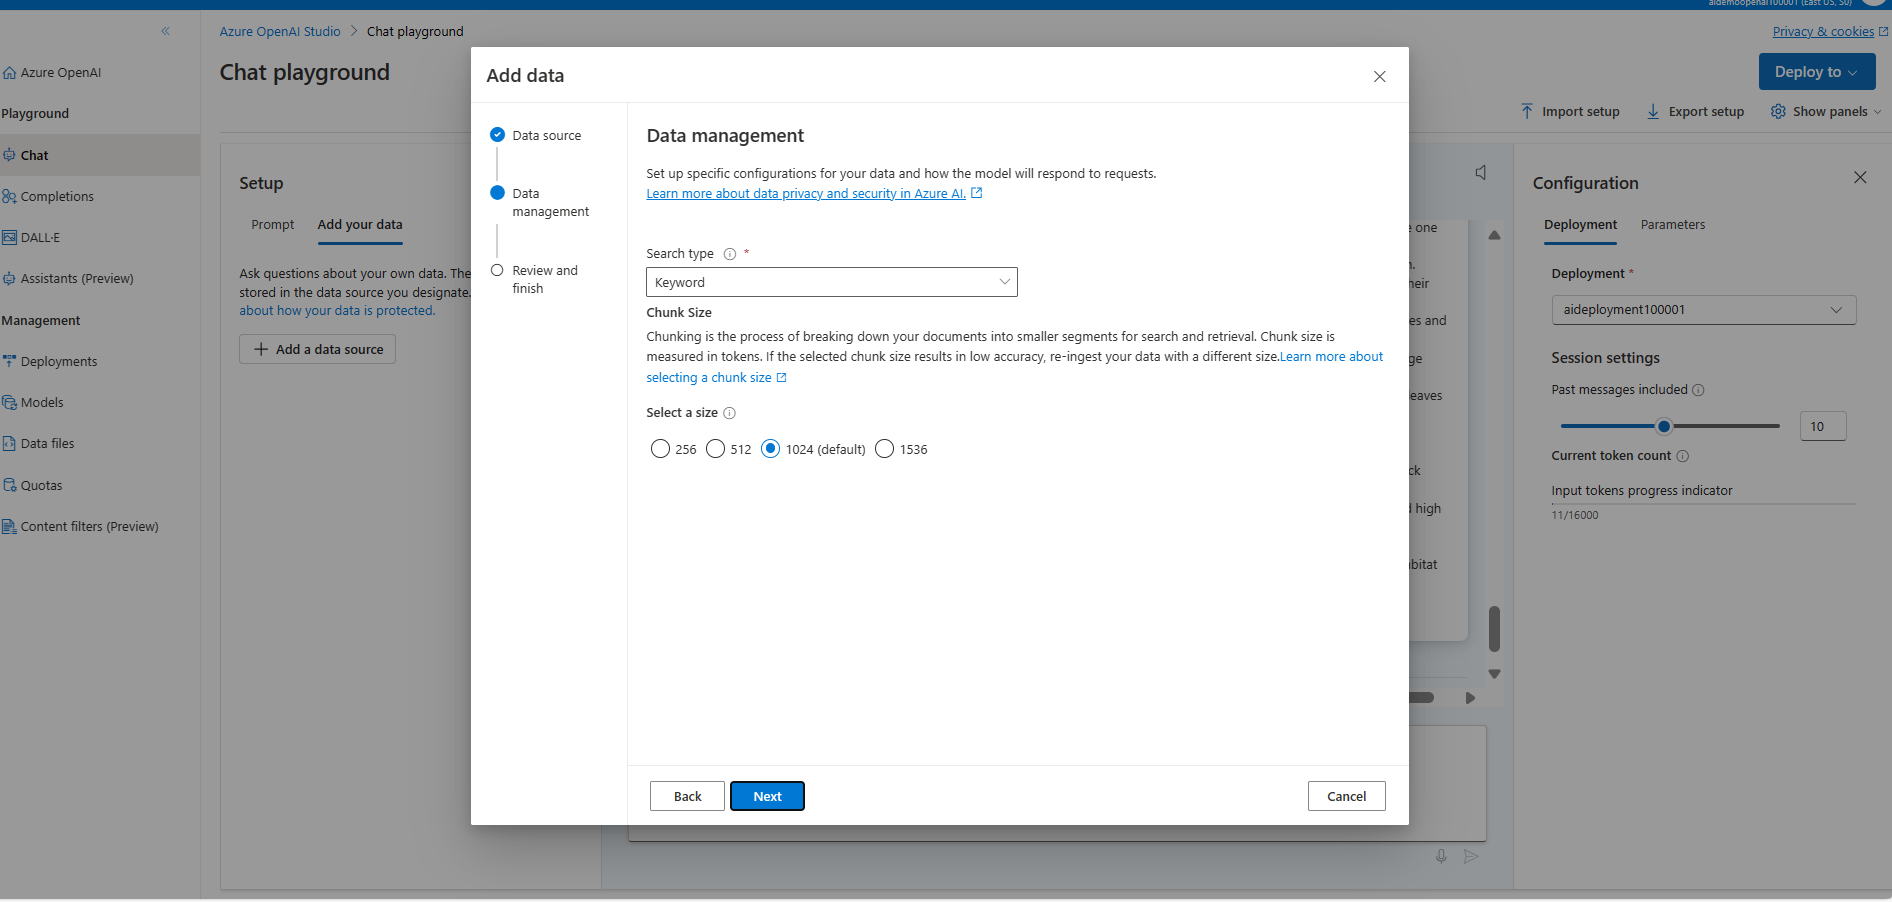 aidemoopenai100001 (East US, S0)
Azure OpenAI Studio > Chat playground
Privacy & cookies
Chat playground
Deploy to
Import setup
Export setup
Show panels
Azure OpenAI
Playground
Chat
Completions
DALL·E
Assistants (Preview)
Management
Deployments
Models
Data files
Quotas
Content filters (Preview)
Setup
Prompt
Add your data
Ask questions about your own data. The
stored in the data source you designate.
about how your data is protected.
Add a data source
Add data
Data source
Data
management
Review and
finish
Data management
Set up specific configurations for your data and how the model will respond to requests.
Learn more about data privacy and security in Azure AI.
Search type *
Keyword
Chunk Size
Chunking is the process of breaking down your documents into smaller segments for search and retrieval. Chunk size is
measured in tokens. If the selected chunk size results in low accuracy, re-ingest your data with a different size.Learn more about
selecting a chunk size
Select a size
256 512 1024 (default) 1536
Back
Next
Cancel
e one
heir
es and
ge
eaves
ck
high
bitat
Configuration
Deployment
Parameters
Deployment *
aideployment100001
Session settings
Past messages included
10
Current token count
Input tokens progress indicator
11/16000